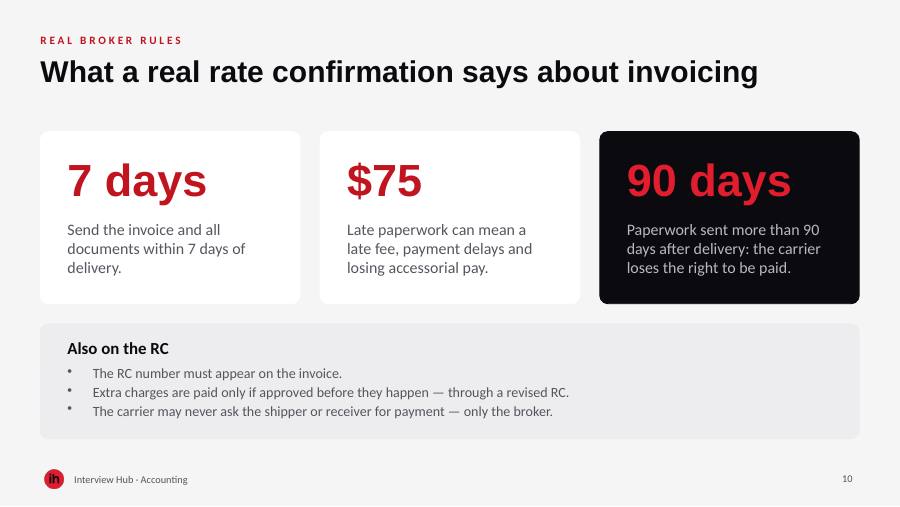 REAL BROKER RULES
What a real rate confirmation says about invoicing
7 days
Send the invoice and all
documents within 7 days of
delivery.
$75
Late paperwork can mean a
late fee, payment delays and
losing accessorial pay.
90 days
Paperwork sent more than 90
days after delivery: the carrier
loses the right to be paid.
Also on the RC
• The RC number must appear on the invoice.
• Extra charges are paid only if approved before they happen — through a revised RC.
• The carrier may never ask the shipper or receiver for payment — only the broker.
ih Interview Hub · Accounting
10